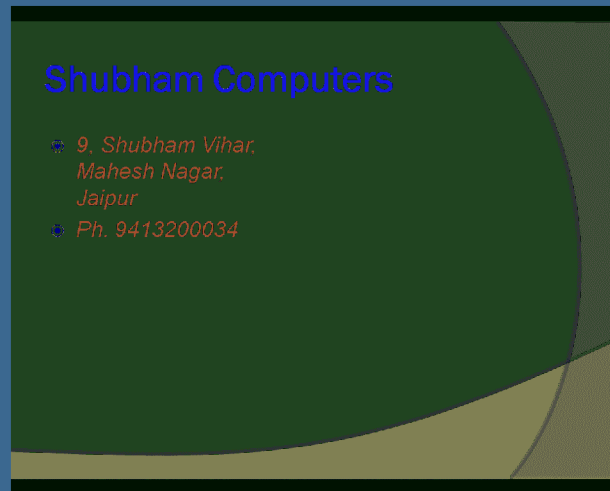 Shubham Computers
9, Shubham Vihar,
Mahesh Nagar,
Jaipur
Ph. 9413200034